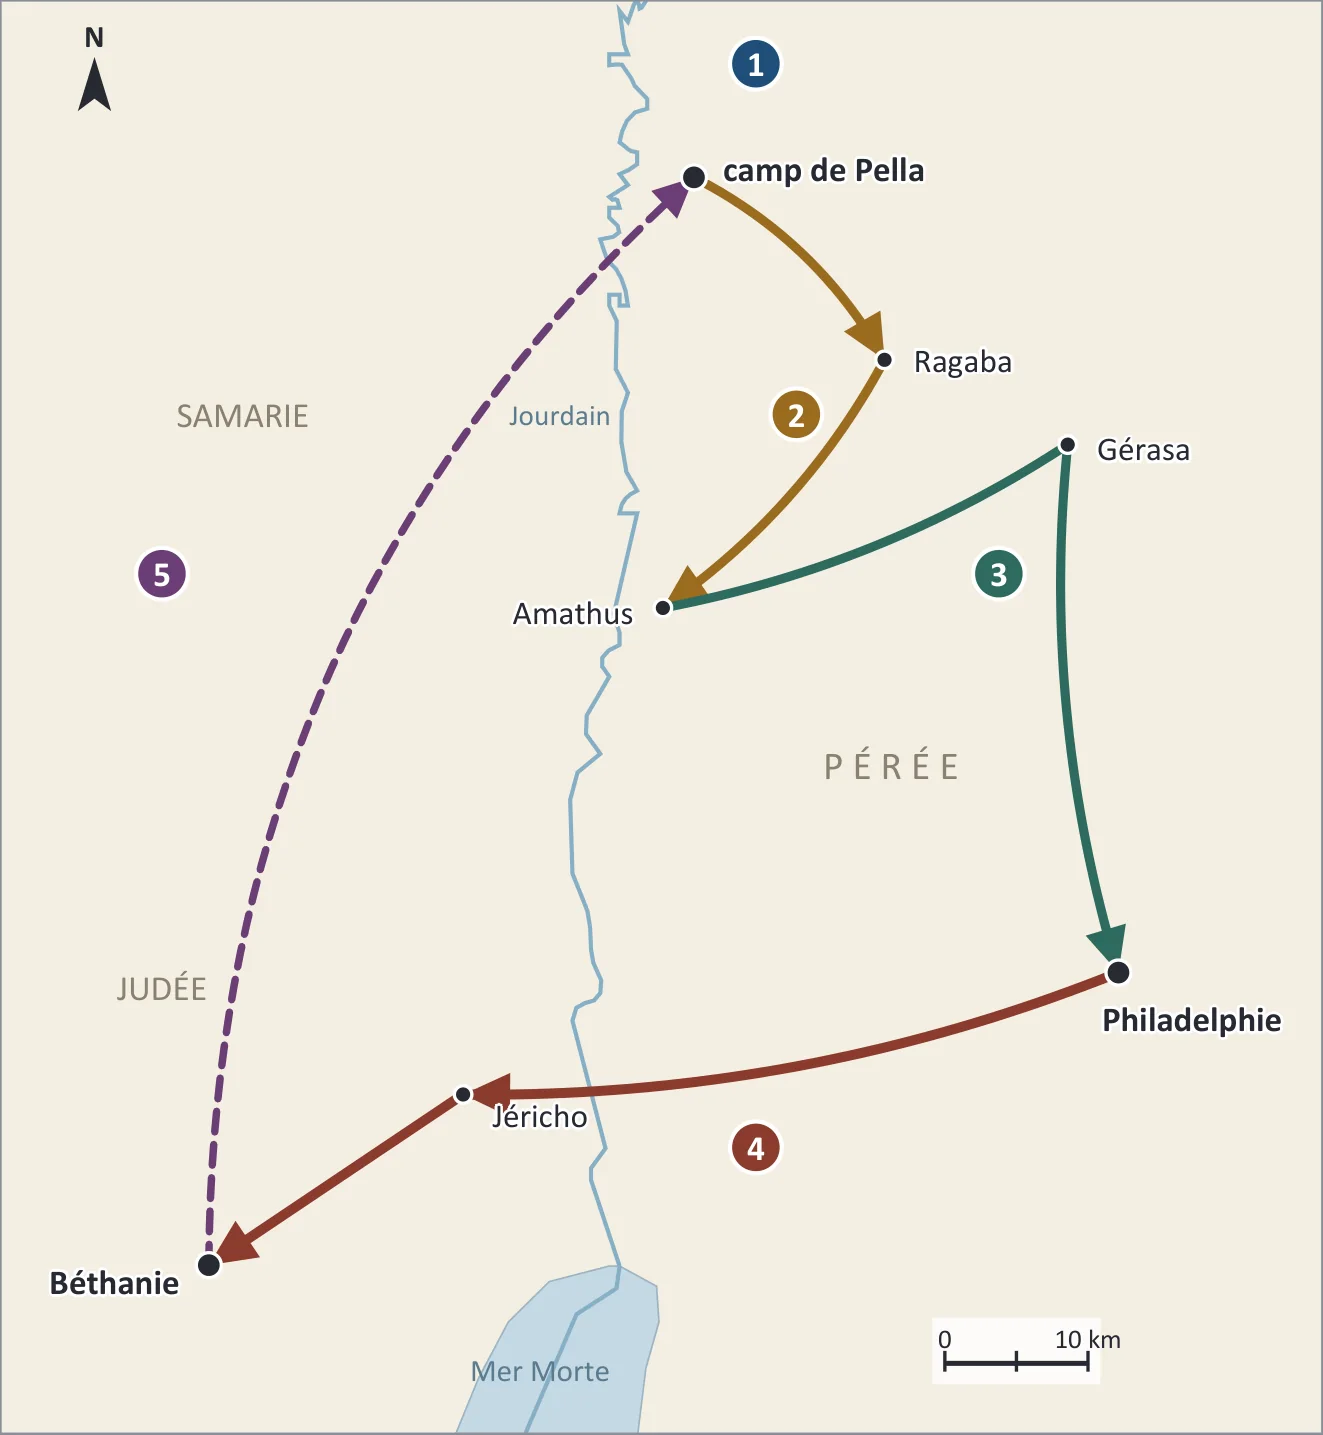 N
1
camp de Pella
Ragaba
SAMARIE
Jourdain
2
Gérasa
5
3
Amathus
PÉRÉE
JUDÉE
Philadelphie
Jéricho
4
Béthanie
0 10 km
Mer Morte